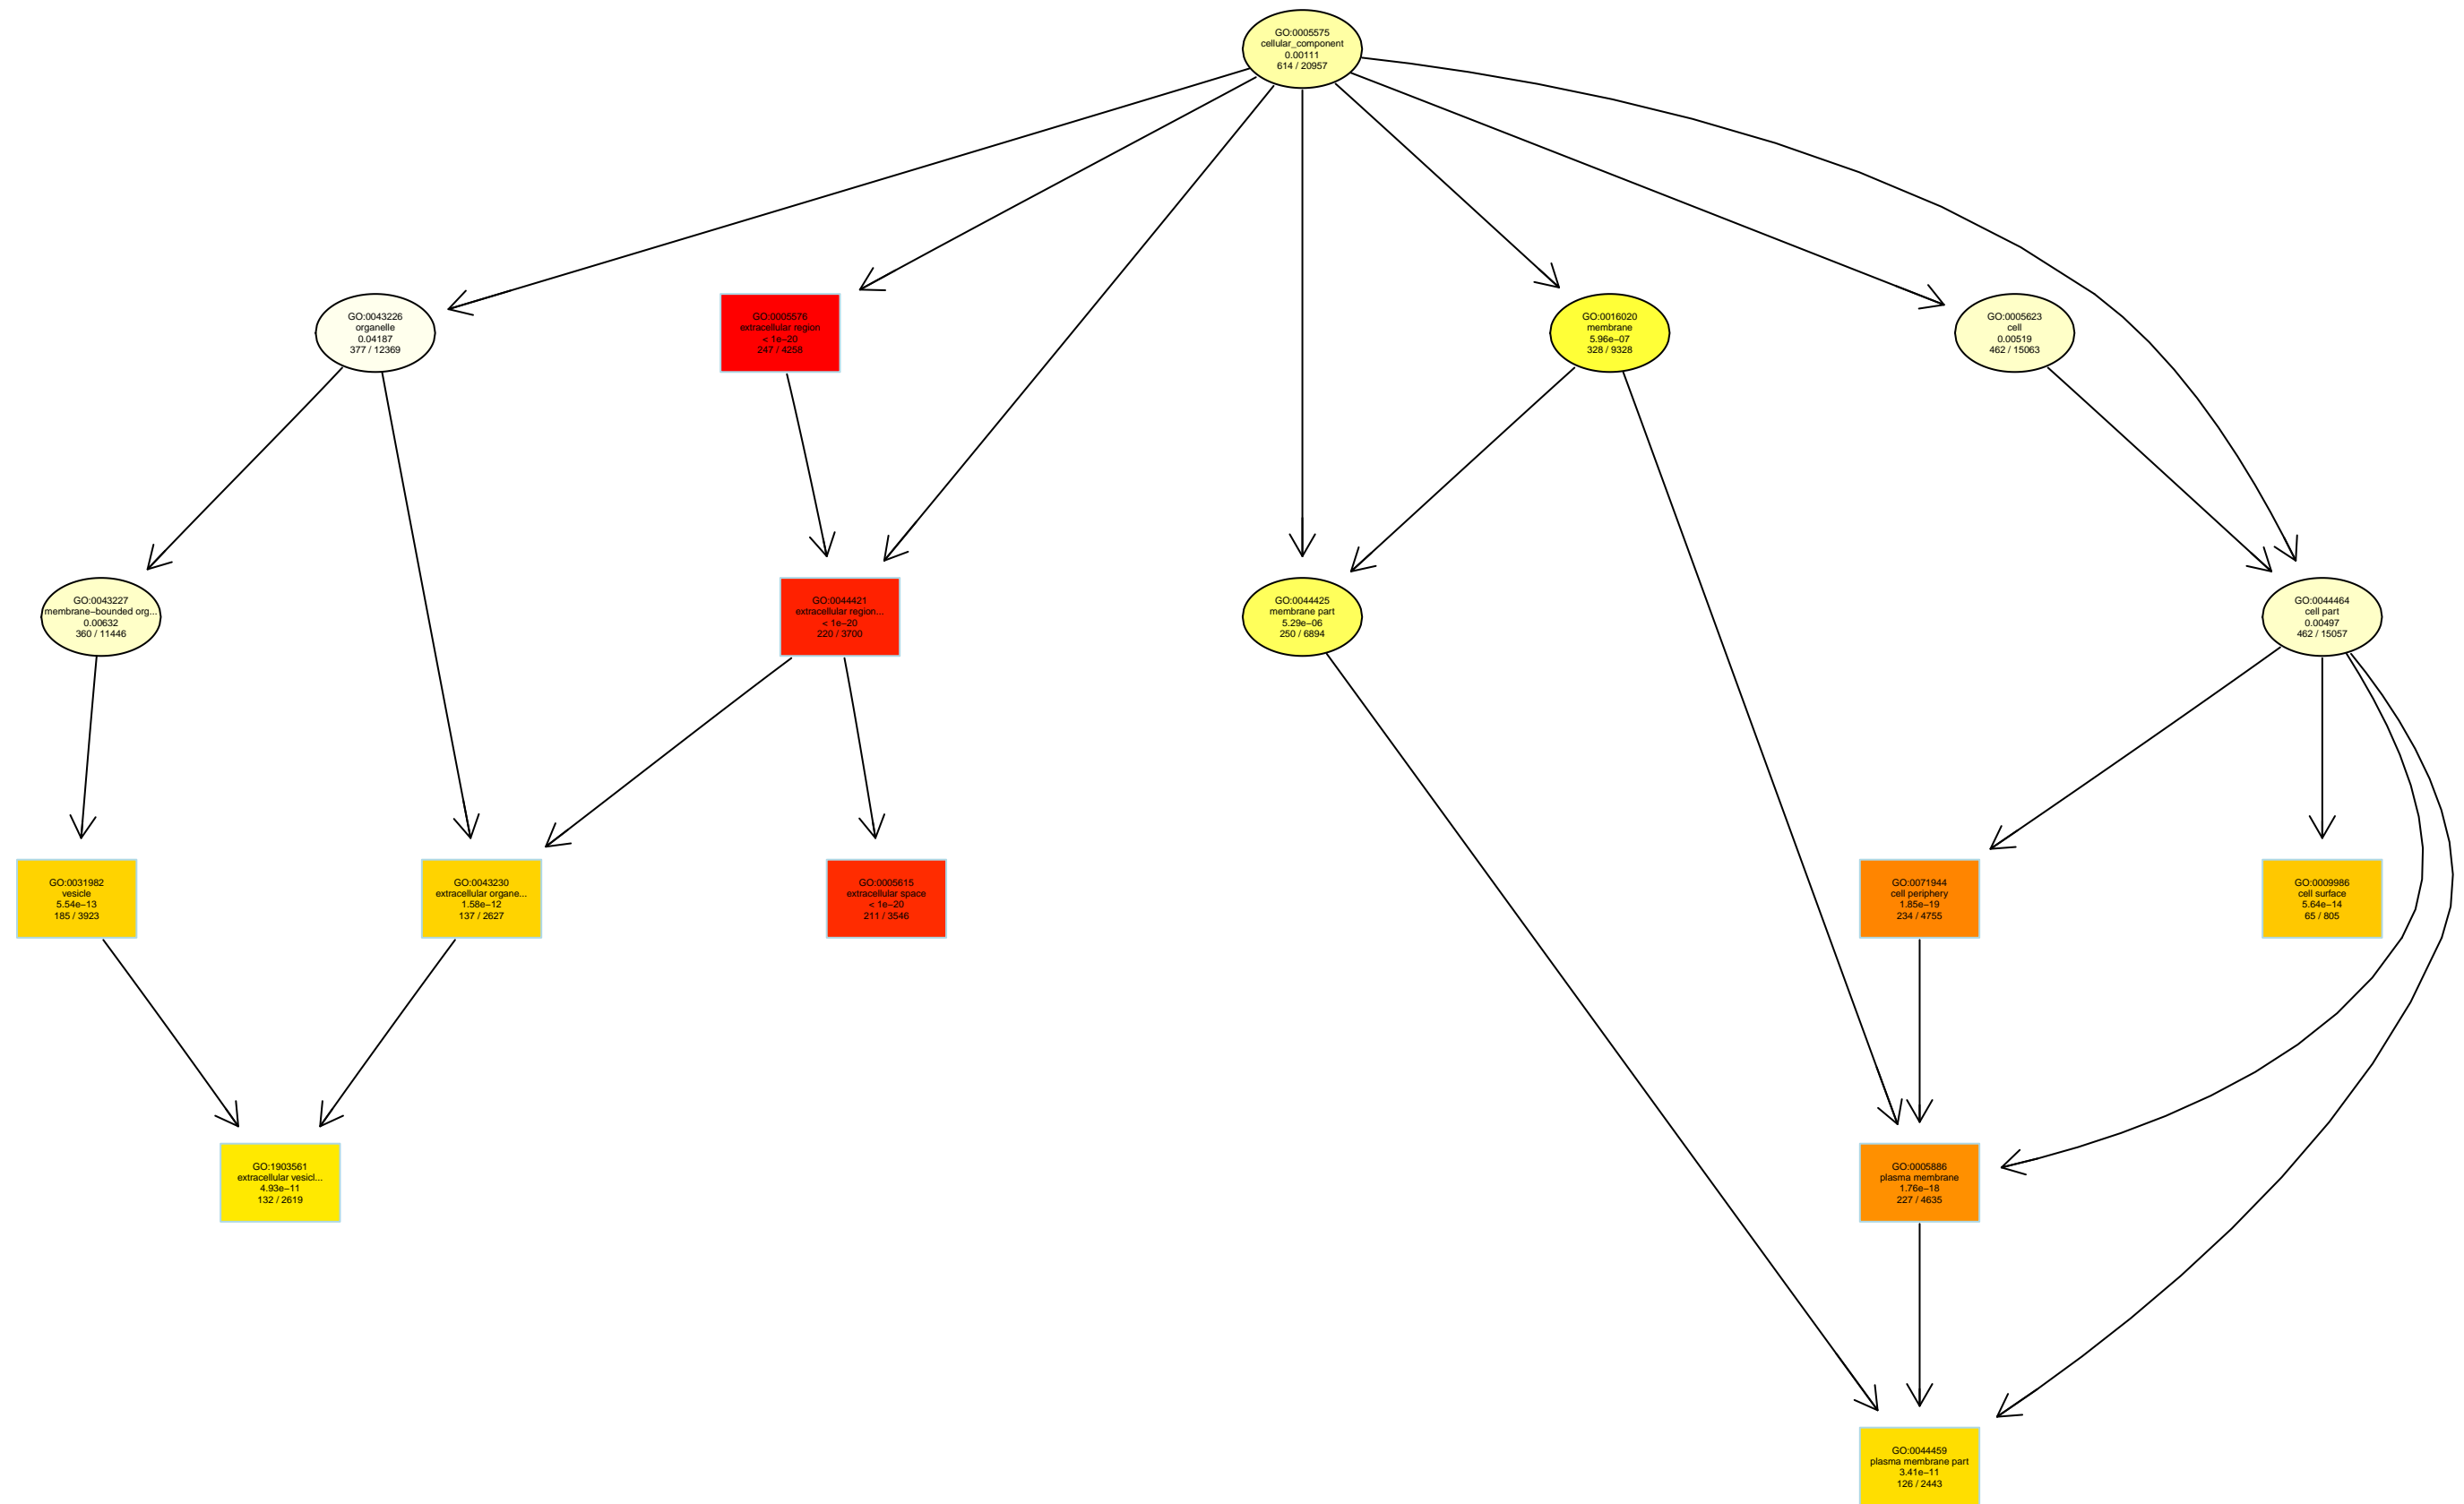 GO:0005575
cellular_component
0.00111
614 / 20957
GO:0043226
organelle
0.04187
377 / 12369
GO:0005576
extracellular region
< 1e−20
247 / 4258
GO:0016020
membrane
5.96e−07
328 / 9328
GO:0005623
cell
0.00519
462 / 15063
GO:0043227
membrane−bounded org...
0.00632
360 / 11446
GO:0044421
extracellular region...
< 1e−20
220 / 3700
GO:0044425
membrane part
5.29e−06
250 / 6894
GO:0044464
cell part
0.00497
462 / 15057
GO:0031982
vesicle
5.54e−13
185 / 3923
GO:0043230
extracellular organe...
1.58e−12
137 / 2627
GO:0005615
extracellular space
< 1e−20
211 / 3546
GO:0071944
cell periphery
1.85e−19
234 / 4755
GO:0009986
cell surface
5.64e−14
65 / 805
GO:1903561
extracellular vesicl...
4.93e−11
132 / 2619
GO:0005886
plasma membrane
1.76e−18
227 / 4635
GO:0044459
plasma membrane part
3.41e−11
126 / 2443